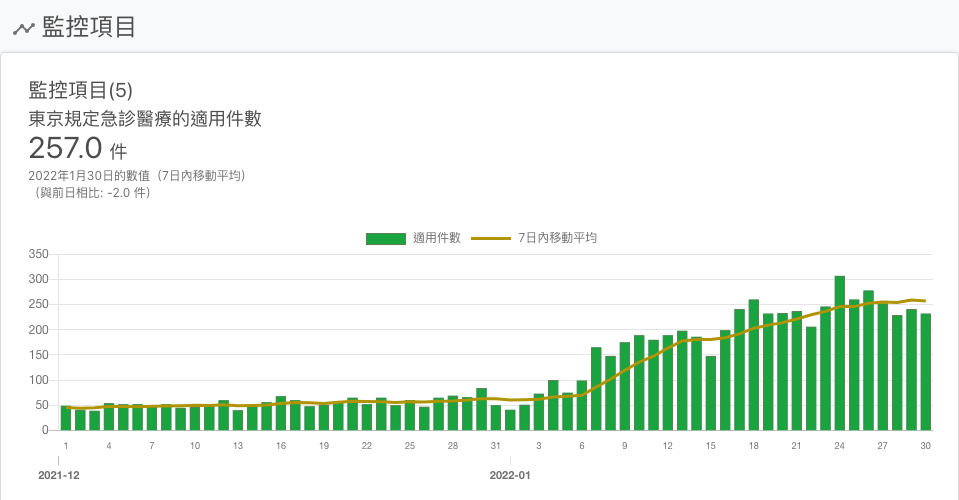 監控項目
監控項目(5)
東京規定急診醫療的適用件數
257.0 件
2022年1月30日的數值（7日內移動平均）
（與前日相比: -2.0 件）
適用件數 7日內移動平均
350
300
250
200
150
100
50
0
1 4 7 10 13 16 19 22 25 28 31 3 6 9 12 15 18 21 24 27 30
2021-12 2022-01